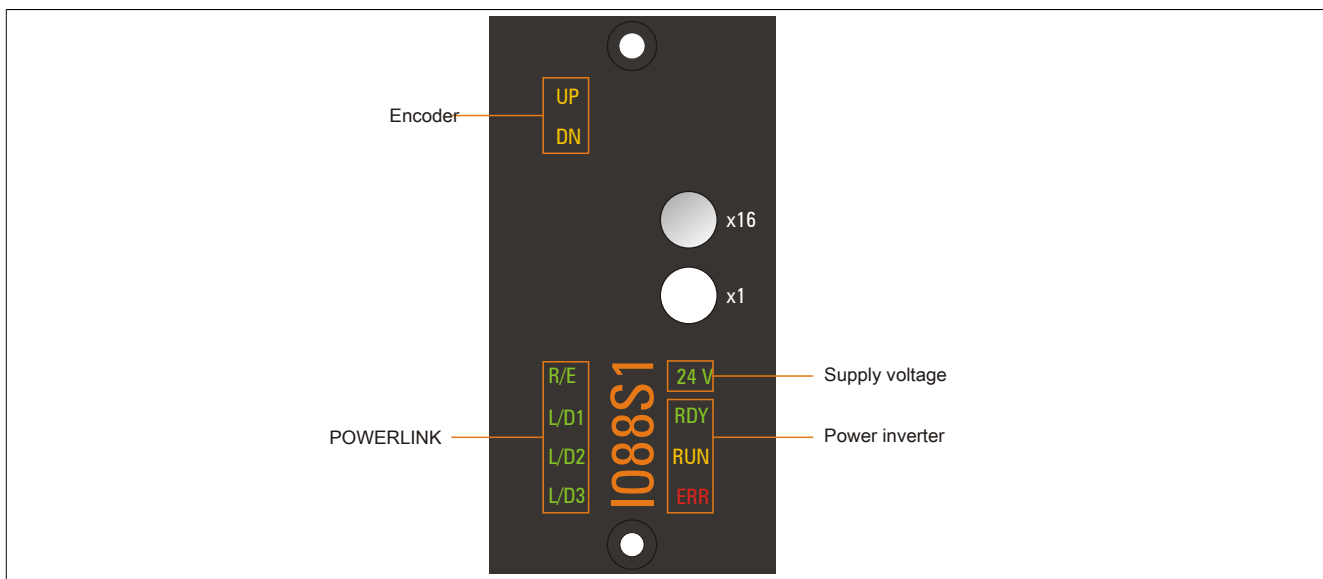 Encoder
UP
DN
x16
x1
R/E
L/D1
L/D2
L/D3
I088S1
24 V
RDY
RUN
ERR
Supply voltage
POWERLINK
Power inverter